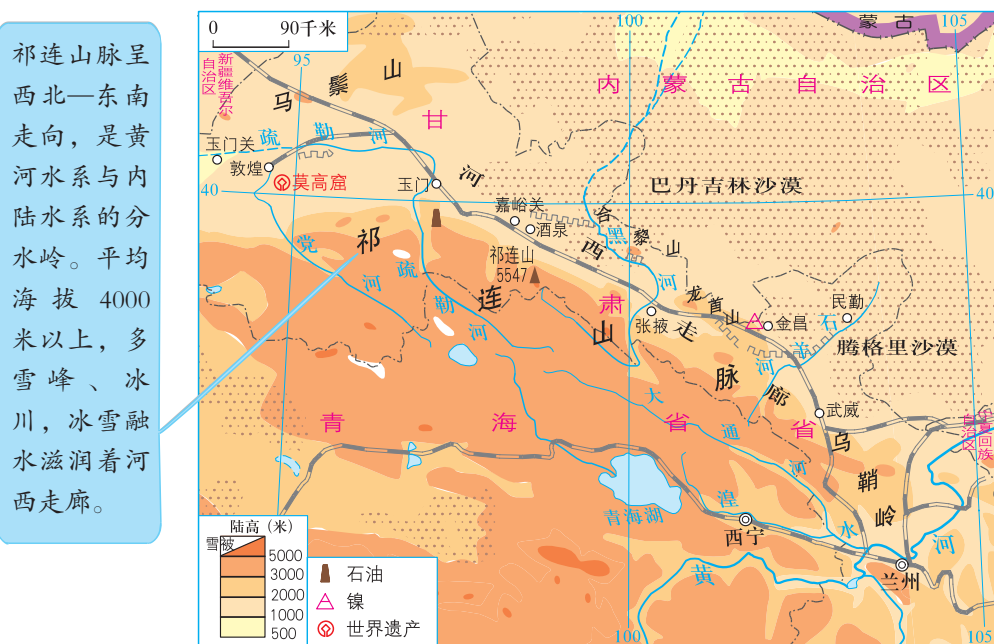 祁连山脉呈
西北—东南
走向，是黄
河水系与内
陆水系的分
水岭。平均
海拔4000
米以上，多
雪峰、冰
川，冰雪融
水滋润着河
西走廊。
0 90千米
95
100
105
蒙古
新疆维吾尔
自治区
马鬃山
内蒙古自治区
甘
疏勒河
玉门关
敦煌
莫高窟
玉门
河
40
40
巴丹吉林沙漠
嘉峪关
酒泉
合黎山
黑
西
祁
党
河
疏
勒
河
祁连山
5547
连
肃
山
河
龙首山
张掖
走
金昌
民勤
石
羊
河
腾格里沙漠
脉
廊
大
通
河
武威
青海省
省
宁夏回族
自治区
乌
鞘
岭
青海湖
湟
水
西宁
河
黄
兰州
100
105
陆高（米）
雪被
5000
3000
2000
1000
500
石油
镍
世界遗产